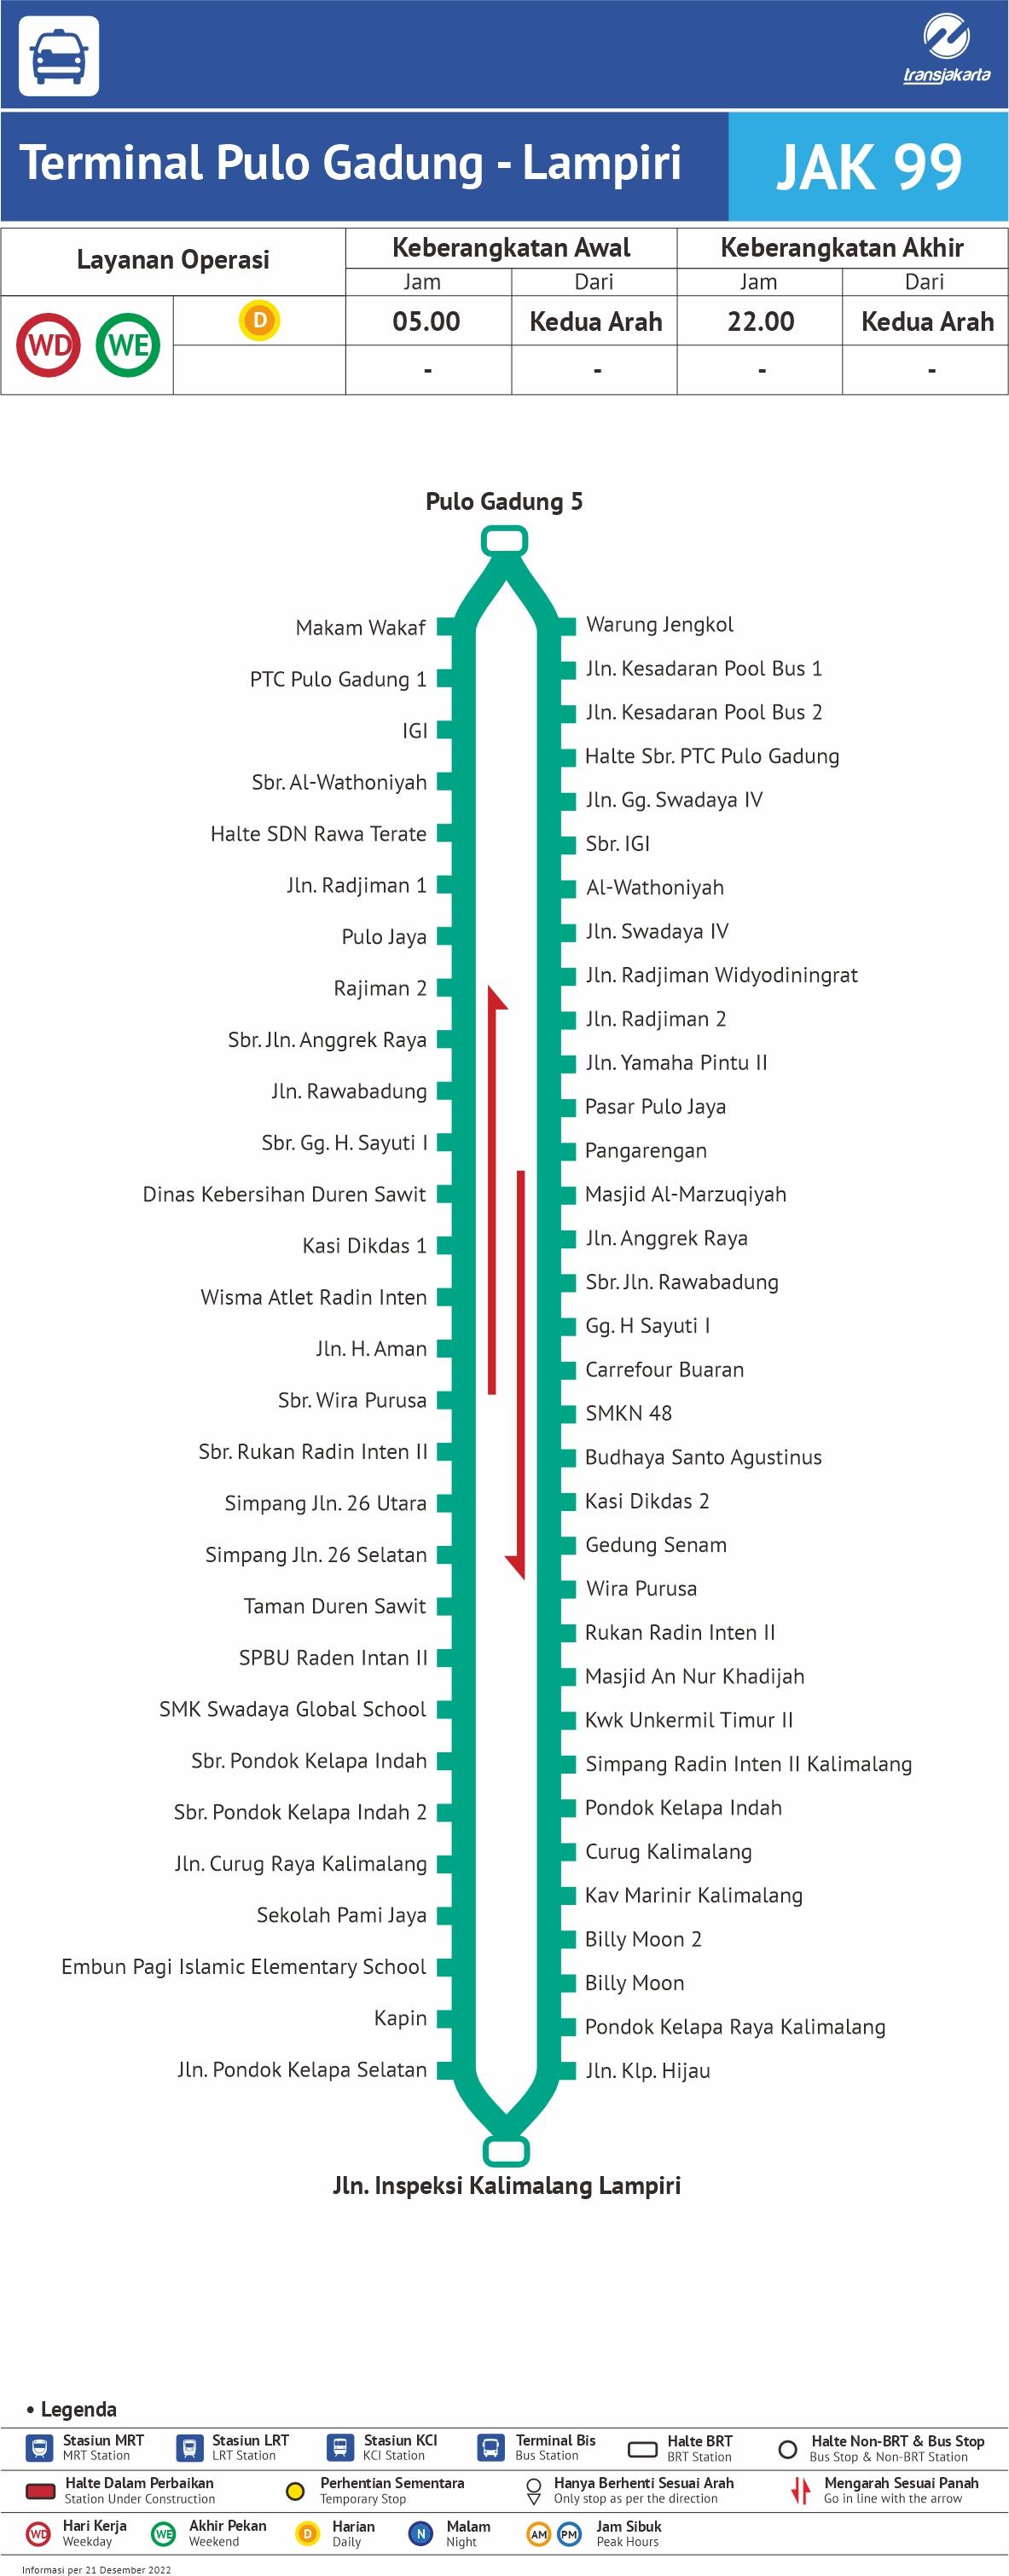 transjakarta
Terminal Pulo Gadung - Lampiri
JAK 99
Layanan Operasi
Keberangkatan Awal
Keberangkatan Akhir
Jam
Dari
Jam
Dari
WD
WE
D
05.00
Kedua Arah
22.00
Kedua Arah
-
-
-
-
Pulo Gadung 5
Makam Wakaf
PTC Pulo Gadung 1
IGI
Sbr. Al-Wathoniyah
Halte SDN Rawa Terate
Jln. Radjiman 1
Pulo Jaya
Rajiman 2
Sbr. Jln. Anggrek Raya
Jln. Rawabadung
Sbr. Gg. H. Sayuti I
Dinas Kebersihan Duren Sawit
Kasi Dikdas 1
Wisma Atlet Radin Inten
Jln. H. Aman
Sbr. Wira Purusa
Sbr. Rukan Radin Inten II
Simpang Jln. 26 Utara
Simpang Jln. 26 Selatan
Taman Duren Sawit
SPBU Raden Intan II
SMK Swadaya Global School
Sbr. Pondok Kelapa Indah
Sbr. Pondok Kelapa Indah 2
Jln. Curug Raya Kalimalang
Sekolah Pami Jaya
Embun Pagi Islamic Elementary School
Kapin
Jln. Pondok Kelapa Selatan
Warung Jengkol
Jln. Kesadaran Pool Bus 1
Jln. Kesadaran Pool Bus 2
Halte Sbr. PTC Pulo Gadung
Jln. Gg. Swadaya IV
Sbr. IGI
Al-Wathoniyah
Jln. Swadaya IV
Jln. Radjiman Widyodiningrat
Jln. Radjiman 2
Jln. Yamaha Pintu II
Pasar Pulo Jaya
Pangarengan
Masjid Al-Marzuqiyah
Jln. Anggrek Raya
Sbr. Jln. Rawabadung
Gg. H Sayuti I
Carrefour Buaran
SMKN 48
Budhaya Santo Agustinus
Kasi Dikdas 2
Gedung Senam
Wira Purusa
Rukan Radin Inten II
Masjid An Nur Khadijah
Kwk Unkermil Timur II
Simpang Radin Inten II Kalimalang
Pondok Kelapa Indah
Curug Kalimalang
Kav Marinir Kalimalang
Billy Moon 2
Billy Moon
Pondok Kelapa Raya Kalimalang
Jln. Klp. Hijau
Jln. Inspeksi Kalimalang Lampiri
• Legenda
Stasiun MRT
MRT Station
Stasiun LRT
LRT Station
Stasiun KCI
KCI Station
Terminal Bis
Bus Station
Halte BRT
BRT Station
Halte Non-BRT & Bus Stop
Bus Stop & Non-BRT Station
Halte Dalam Perbaikan
Station Under Construction
Perhentian Sementara
Temporary Stop
Hanya Berhenti Sesuai Arah
Only stop as per the direction
Mengarah Sesuai Panah
Go in line with the arrow
WD
Hari Kerja
Weekday
WE
Akhir Pekan
Weekend
D
Harian
Daily
N
Malam
Night
AM
PM
Jam Sibuk
Peak Hours
Informasi per 21 Desember 2022